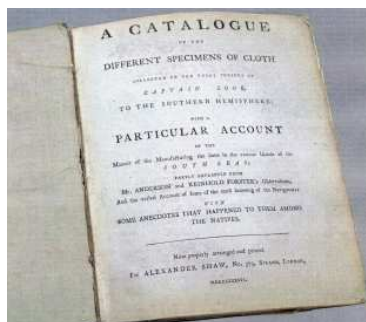 A CATALOGUE
OF THE
DIFFERENT SPECIMENS OF CLOTH
COLLECTED IN THE THREE VOYAGES OF
CAPTAIN COOK,
TO THE SOUTHERN HEMISPHERE;
WITH A
PARTICULAR ACCOUNT
OF THE
Manner of the Manufacturing the same in the various Islands of the
SOUTH SEAS;
PARTLY EXTRACTED FROM
Mr. ANDERSON and REINHOLD FORSTER's Observations,
And the verbal Account of some of the most knowing of the Navigators:
WITH
SOME ANECDOTES THAT HAPPENED TO THEM AMONG
THE NATIVES.
Now properly arranged and printed
For ALEXANDER SHAW, No. 379, STRAND, LONDON,
MDCCLXXXVII.